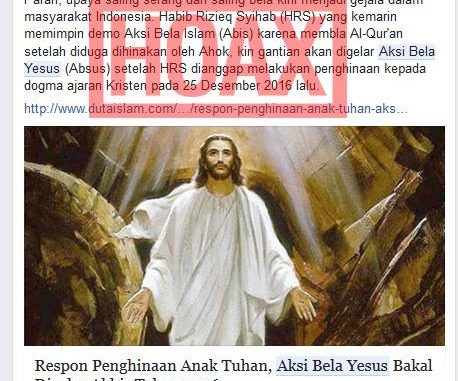 Parah, upaya saling serang dan saling bela kini menjadi gejala dalam
masyarakat Indonesia. Habib Rizieq Syihab (HRS) yang kemarin
memimpin demo Aksi Bela Islam (Abis) karena membla Al-Qur'an
setelah diduga dihinakan oleh Ahok, kin gantian akan digelar Aksi Bela
Yesus (Absus) setelah HRS dianggap melakukan penghinaan kepada
dogma ajaran Kristen pada 25 Desember 2016 lalu.
HOAX
http://www.dutaislam.com/.../respon-penghinaan-anak-tuhan-aks...
Respon Penghinaan Anak Tuhan, Aksi Bela Yesus Bakal